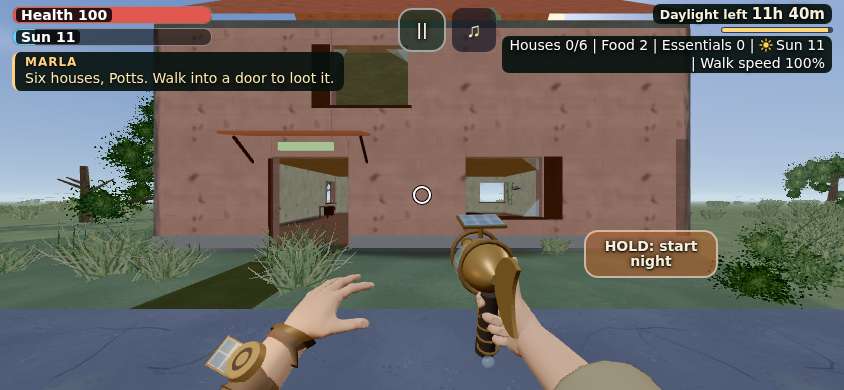 Health 100
Sun 11
MARLA
Six houses, Potts. Walk into a door to loot it.
Daylight left 11h 40m
Houses 0/6 | Food 2 | Essentials 0 | ☀ Sun 11
| Walk speed 100%
HOLD: start
night